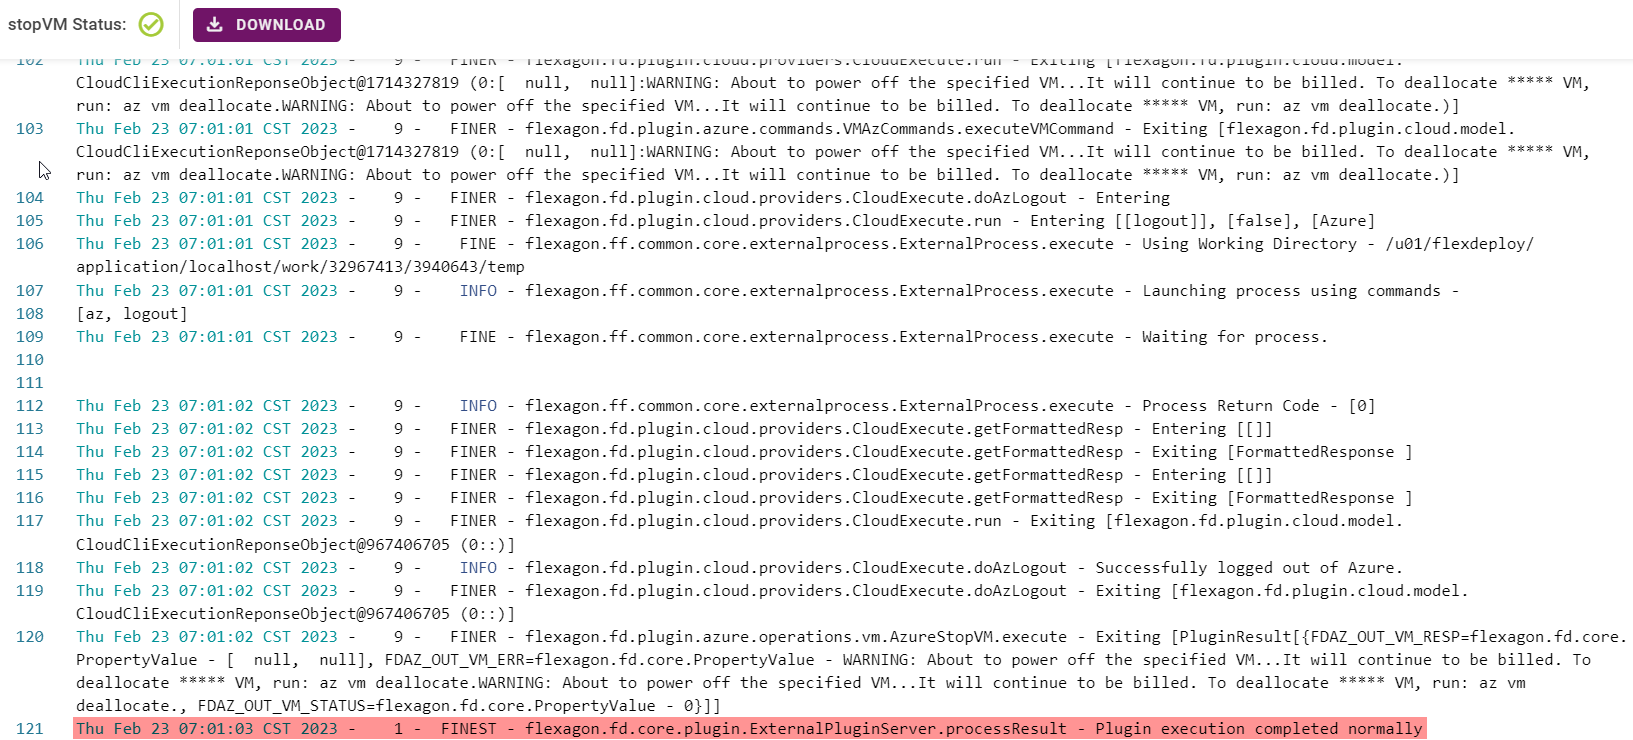 stopVM Status: DOWNLOAD
102 Thu Feb 23 07:01:01 CST 2023 - 9 - FINER - flexagon.fd.plugin.cloud.providers.CloudExecute.run - Exiting [flexagon.fd.plugin.cloud.model.
CloudCliExecutionReponseObject@1714327819 (0:[ null, null]:WARNING: About to power off the specified VM...It will continue to be billed. To deallocate ***** VM,
run: az vm deallocate.WARNING: About to power off the specified VM...It will continue to be billed. To deallocate ***** VM, run: az vm deallocate.)]
103 Thu Feb 23 07:01:01 CST 2023 - 9 - FINER - flexagon.fd.plugin.azure.commands.VMAzCommands.executeVMCommand - Exiting [flexagon.fd.plugin.cloud.model.
CloudCliExecutionReponseObject@1714327819 (0:[ null, null]:WARNING: About to power off the specified VM...It will continue to be billed. To deallocate ***** VM,
run: az vm deallocate.WARNING: About to power off the specified VM...It will continue to be billed. To deallocate ***** VM, run: az vm deallocate.)]
104 Thu Feb 23 07:01:01 CST 2023 - 9 - FINER - flexagon.fd.plugin.cloud.providers.CloudExecute.doAzLogout - Entering
105 Thu Feb 23 07:01:01 CST 2023 - 9 - FINER - flexagon.fd.plugin.cloud.providers.CloudExecute.run - Entering [[logout]], [false], [Azure]
106 Thu Feb 23 07:01:01 CST 2023 - 9 - FINE - flexagon.ff.common.core.externalprocess.ExternalProcess.execute - Using Working Directory - /u01/flexdeploy/
application/localhost/work/32967413/3940643/temp
107 Thu Feb 23 07:01:01 CST 2023 - 9 - INFO - flexagon.ff.common.core.externalprocess.ExternalProcess.execute - Launching process using commands -
108 [az, logout]
109 Thu Feb 23 07:01:01 CST 2023 - 9 - FINE - flexagon.ff.common.core.externalprocess.ExternalProcess.execute - Waiting for process.
110
111
112 Thu Feb 23 07:01:02 CST 2023 - 9 - INFO - flexagon.ff.common.core.externalprocess.ExternalProcess.execute - Process Return Code - [0]
113 Thu Feb 23 07:01:02 CST 2023 - 9 - FINER - flexagon.fd.plugin.cloud.providers.CloudExecute.getFormattedResp - Entering [[]]
114 Thu Feb 23 07:01:02 CST 2023 - 9 - FINER - flexagon.fd.plugin.cloud.providers.CloudExecute.getFormattedResp - Exiting [FormattedResponse ]
115 Thu Feb 23 07:01:02 CST 2023 - 9 - FINER - flexagon.fd.plugin.cloud.providers.CloudExecute.getFormattedResp - Entering [[]]
116 Thu Feb 23 07:01:02 CST 2023 - 9 - FINER - flexagon.fd.plugin.cloud.providers.CloudExecute.getFormattedResp - Exiting [FormattedResponse ]
117 Thu Feb 23 07:01:02 CST 2023 - 9 - FINER - flexagon.fd.plugin.cloud.providers.CloudExecute.run - Exiting [flexagon.fd.plugin.cloud.model.
CloudCliExecutionReponseObject@967406705 (0::)]
118 Thu Feb 23 07:01:02 CST 2023 - 9 - INFO - flexagon.fd.plugin.cloud.providers.CloudExecute.doAzLogout - Successfully logged out of Azure.
119 Thu Feb 23 07:01:02 CST 2023 - 9 - FINER - flexagon.fd.plugin.cloud.providers.CloudExecute.doAzLogout - Exiting [flexagon.fd.plugin.cloud.model.
CloudCliExecutionReponseObject@967406705 (0::)]
120 Thu Feb 23 07:01:02 CST 2023 - 9 - FINER - flexagon.fd.plugin.azure.operations.vm.AzureStopVM.execute - Exiting [PluginResult[{FDAZ_OUT_VM_RESP=flexagon.fd.core.
PropertyValue - [ null, null], FDAZ_OUT_VM_ERR=flexagon.fd.core.PropertyValue - WARNING: About to power off the specified VM...It will continue to be billed. To
deallocate ***** VM, run: az vm deallocate.WARNING: About to power off the specified VM...It will continue to be billed. To deallocate ***** VM, run: az vm
deallocate., FDAZ_OUT_VM_STATUS=flexagon.fd.core.PropertyValue - 0}]]
121 Thu Feb 23 07:01:03 CST 2023 - 1 - FINEST - flexagon.fd.core.plugin.ExternalPluginServer.processResult - Plugin execution completed normally